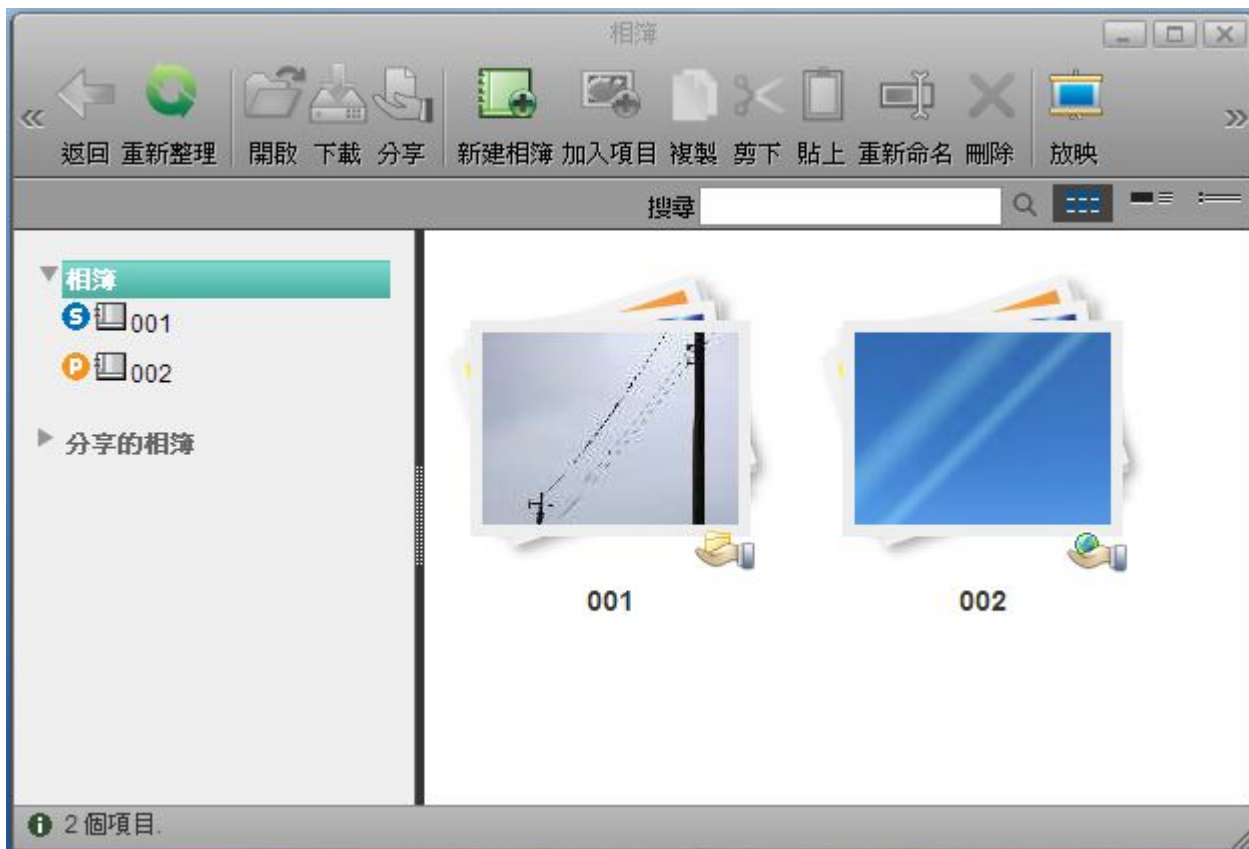 相簿
返回 重新整理 開啟 下載 分享 新建相簿 加入項目 複製 剪下 貼上 重新命名 刪除 放映
搜尋
相簿
S 001
P 002
分享的相簿
001 002
2 個項目.